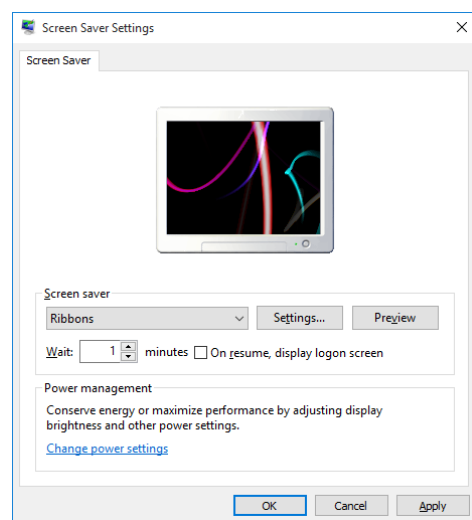 Screen Saver Settings
Screen Saver
Screen saver
Ribbons
Settings...
Preview
Wait: 1 minutes On resume, display logon screen
Power management
Conserve energy or maximize performance by adjusting display
brightness and other power settings.
Change power settings
OK
Cancel
Apply